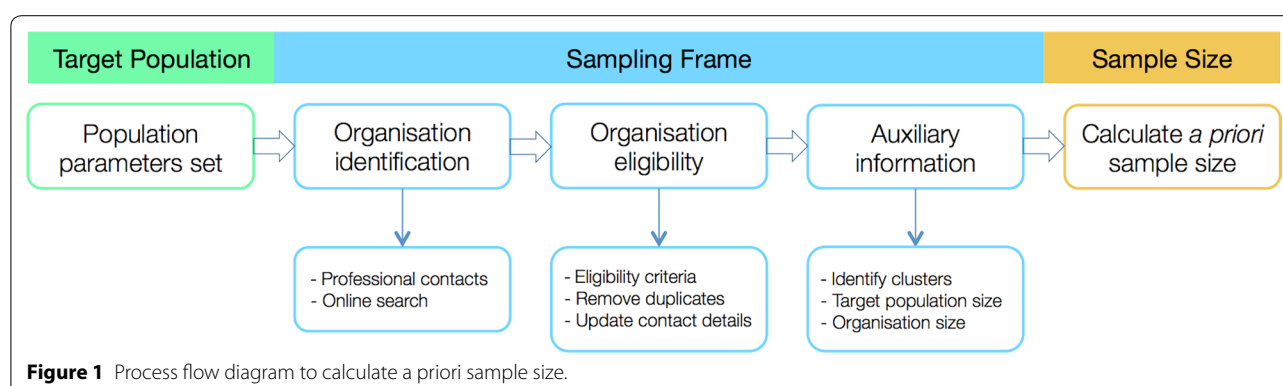 Target Population
Sampling Frame
Sample Size
Population
parameters set
Organisation
identification
Organisation
eligibility
Auxiliary
information
Calculate a priori
sample size
- Professional contacts
- Online search
- Eligibility criteria
- Remove duplicates
- Update contact details
- Identify clusters
- Target population size
- Organisation size
Figure 1 Process flow diagram to calculate a priori sample size.